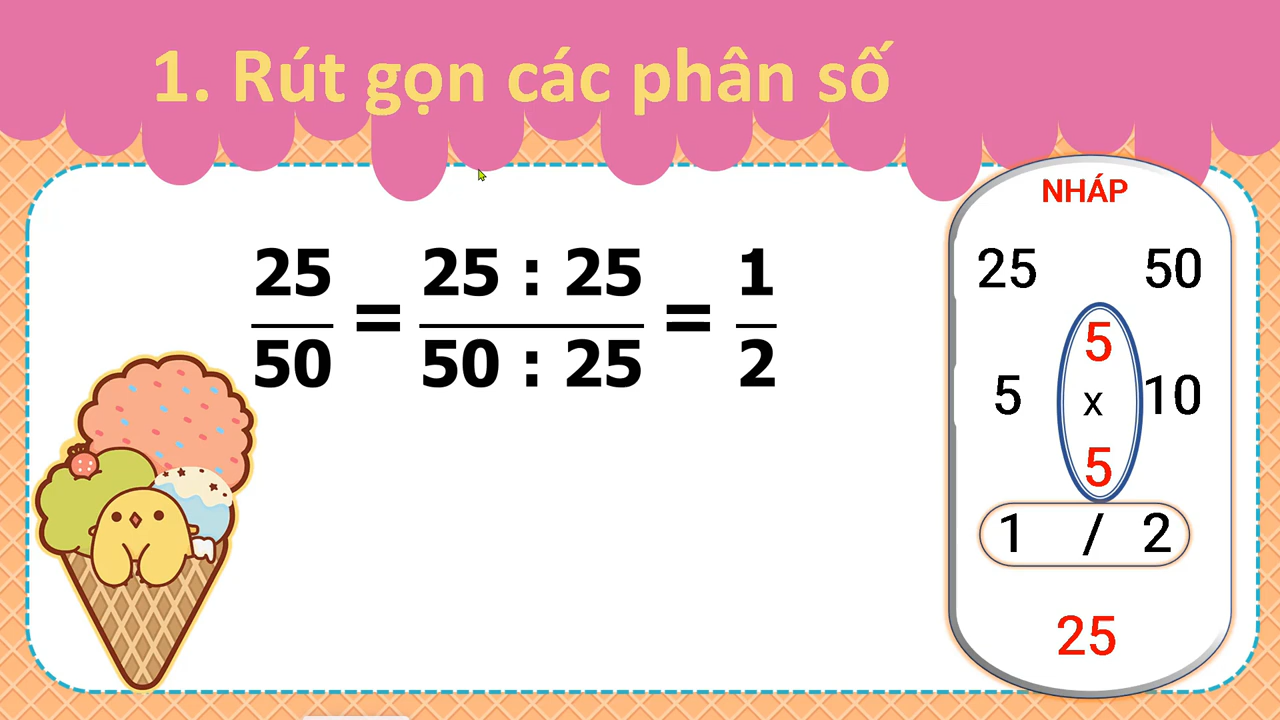 1. Rút gọn các phân số
25/50 = 25 : 25/50 : 25 = 1/2
NHÁP
25 50
5
5 x 10
5
1 / 2
25